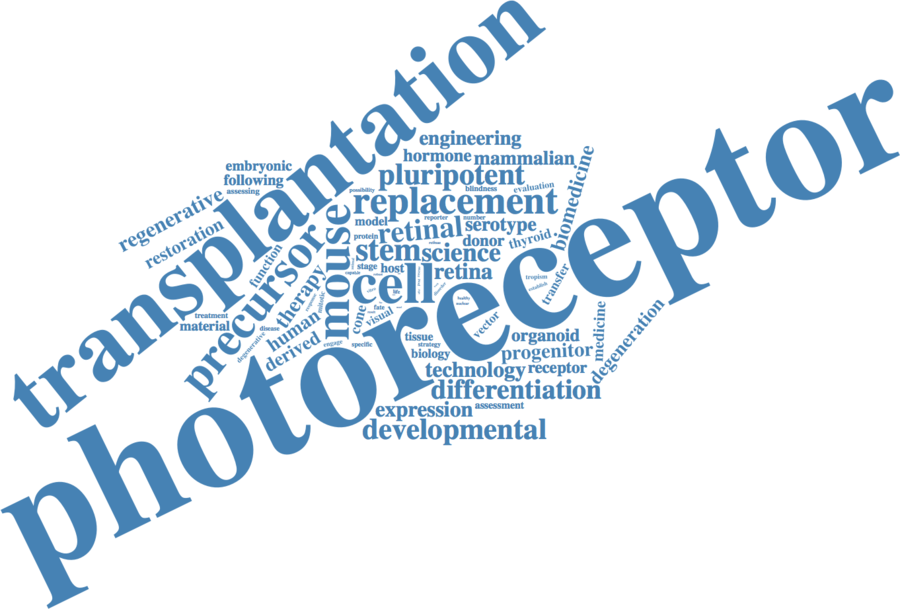 transplantation
photoreceptor
engineering
hormone
mammalian
embryonic
pluripotent
following
assessing
possibility
blindness
evaluation
biomedicine
regenerative
replacement
restoration
model
reporter
number
serotype
protein
retinal
donor
thyroid
function
precursor
mouse
stem
science
stage
host
retina
cell
therapy
tropism
establish
transfer
treatment
material
disease
human
cone
fate
visual
healthy
vector
degenerative
derived
engage
specific
tissue
strategy
biology
organoid
progenitor
medicine
degeneration
technology
receptor
differentiation
expression
assessment
developmental